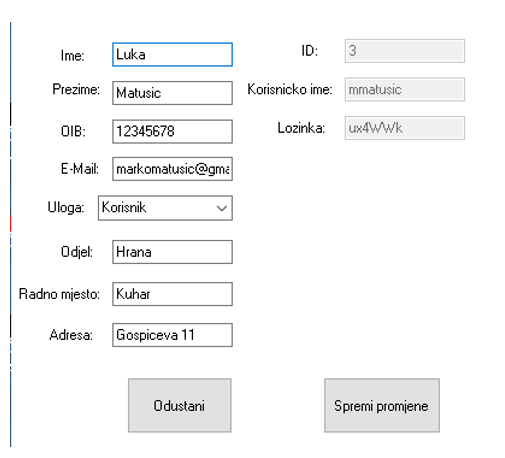 Ime: Luka ID: 3
Prezime: Matusic Korisnicko ime: mmatusic
OIB: 12345678 Lozinka: ux4WWk
E-Mail: markomatusic@gma
Uloga: Korisnik
Odjel: Hrana
Radno mjesto: Kuhar
Adresa: Gospiceva 11
Odustani Spremi promjene